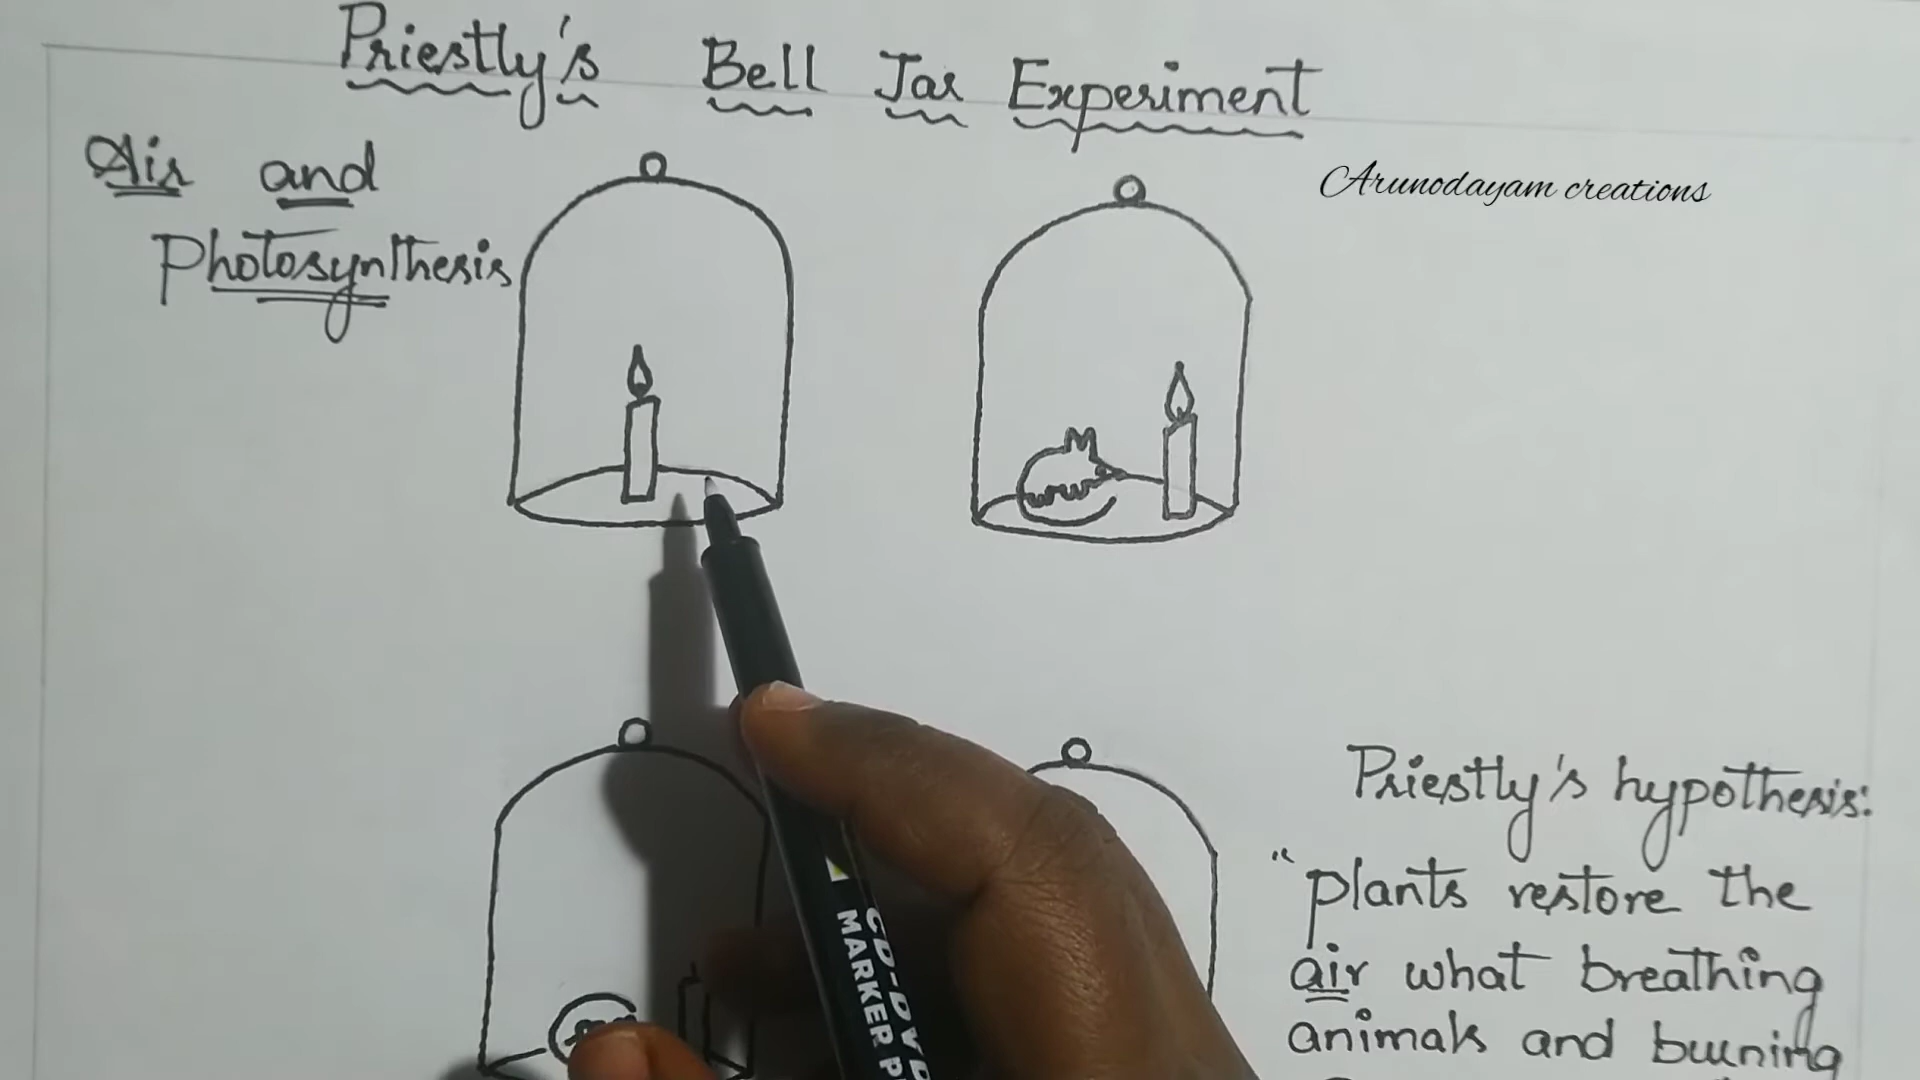 Priestly's Bell Jar Experiment
Air and
Photosynthesis
Arunodayam creations
Priestly's hypothesis:
"plants restore the
air what breathing
animals and burning
CD-DVD
MARKER P